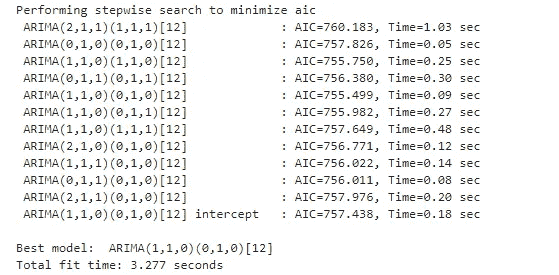 Performing stepwise search to minimize aic
ARIMA(2,1,1)(1,1,1)[12] : AIC=760.183, Time=1.03 sec
ARIMA(0,1,0)(0,1,0)[12] : AIC=757.826, Time=0.05 sec
ARIMA(1,1,0)(1,1,0)[12] : AIC=755.750, Time=0.25 sec
ARIMA(0,1,1)(0,1,1)[12] : AIC=756.380, Time=0.30 sec
ARIMA(1,1,0)(0,1,0)[12] : AIC=755.499, Time=0.09 sec
ARIMA(1,1,0)(0,1,1)[12] : AIC=755.982, Time=0.27 sec
ARIMA(1,1,0)(1,1,1)[12] : AIC=757.649, Time=0.48 sec
ARIMA(2,1,0)(0,1,0)[12] : AIC=756.771, Time=0.12 sec
ARIMA(1,1,1)(0,1,0)[12] : AIC=756.022, Time=0.14 sec
ARIMA(0,1,1)(0,1,0)[12] : AIC=756.011, Time=0.08 sec
ARIMA(2,1,1)(0,1,0)[12] : AIC=757.976, Time=0.20 sec
ARIMA(1,1,0)(0,1,0)[12] intercept : AIC=757.438, Time=0.18 sec
Best model: ARIMA(1,1,0)(0,1,0)[12]
Total fit time: 3.277 seconds